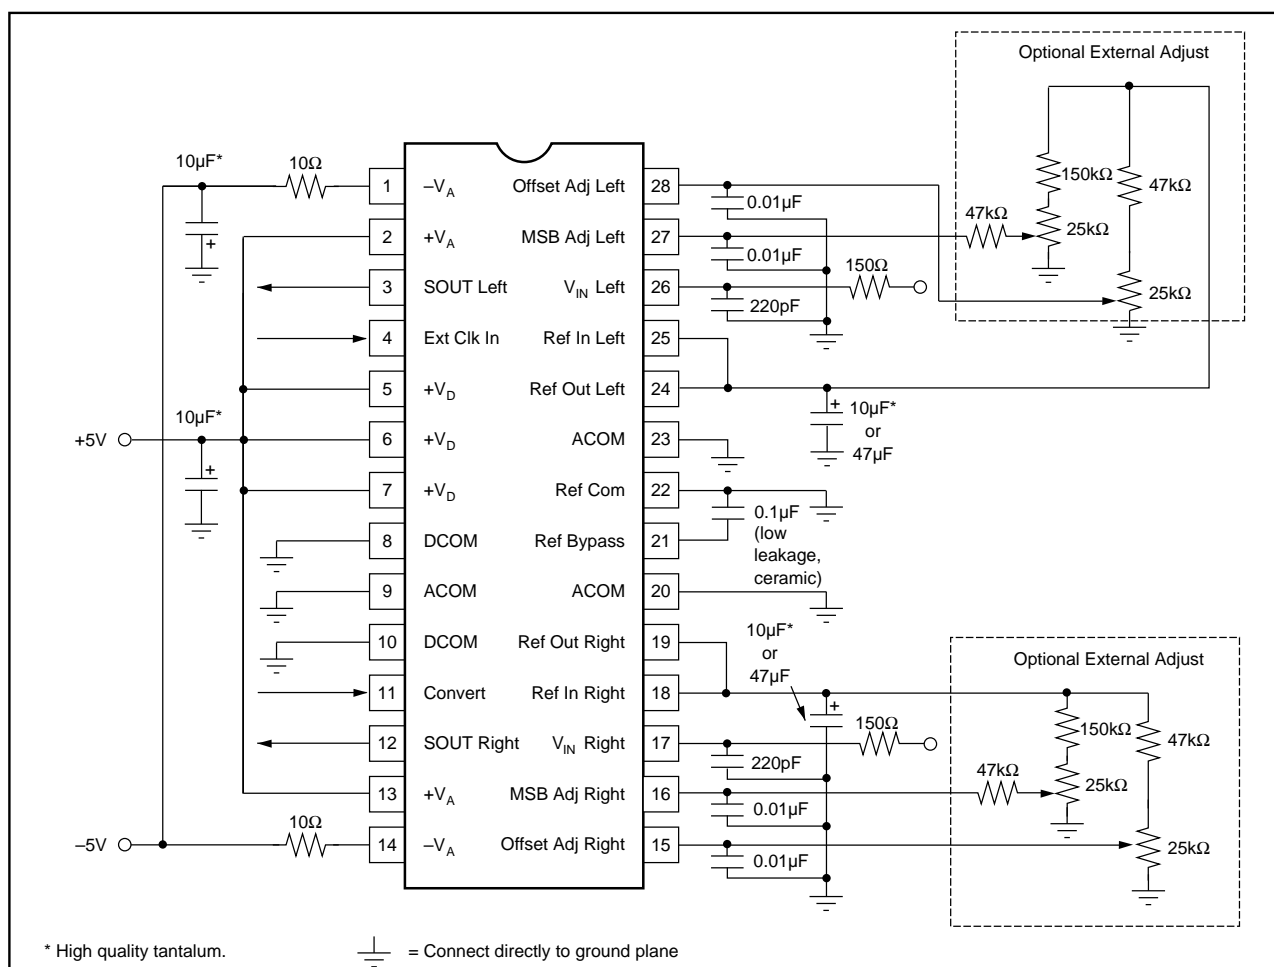 Optional External Adjust
150kΩ
47kΩ
47kΩ
25kΩ
25kΩ
10µF*
10Ω
1
–VA
Offset Adj Left
28
0.01µF
+
2
+VA
MSB Adj Left
27
0.01µF
150Ω
3
SOUT Left
VIN Left
26
220pF
4
Ext Clk In
Ref In Left
25
5
+VD
Ref Out Left
24
+
10µF*
or
47µF
10µF*
+5V
6
+VD
ACOM
23
+
7
+VD
Ref Com
22
0.1µF
(low
leakage,
ceramic)
8
DCOM
Ref Bypass
21
9
ACOM
ACOM
20
10
DCOM
Ref Out Right
19
10µF*
or
47µF
Optional External Adjust
11
Convert
Ref In Right
18
+
150Ω
150kΩ
47kΩ
12
SOUT Right
VIN Right
17
220pF
47kΩ
25kΩ
13
+VA
MSB Adj Right
16
0.01µF
–5V
10Ω
14
–VA
Offset Adj Right
15
0.01µF
25kΩ
* High quality tantalum.
= Connect directly to ground plane